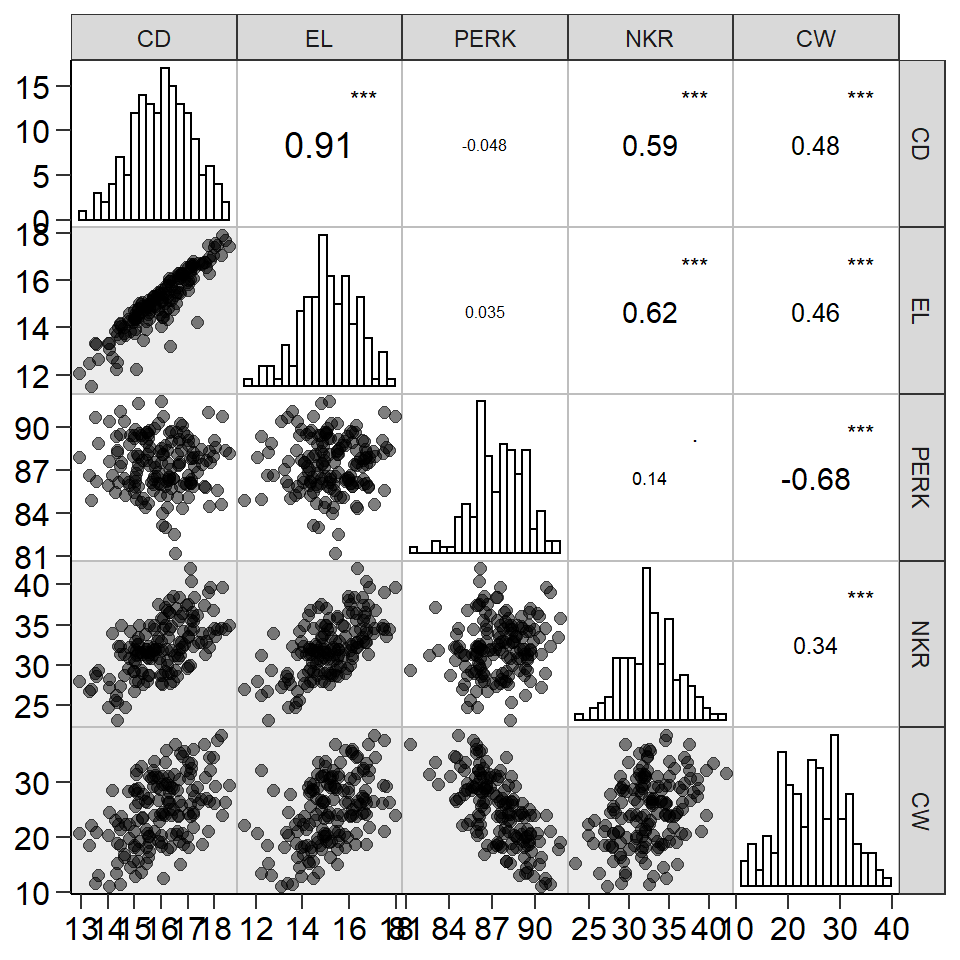 CD EL PERK NKR CW
15
10
5
0
*** *** ***
0.91 -0.048 0.59 0.48
CD
18
16
14
12
*** ***
0.035 0.62 0.46
EL
90
87
84
81
. ***
0.14 -0.68
PERK
40
35
30
25
***
0.34
NKR
30
20
10
CW
13 14 15 16 17 18 12 14 16 18 81 84 87 90 25 30 35 40 10 20 30 40